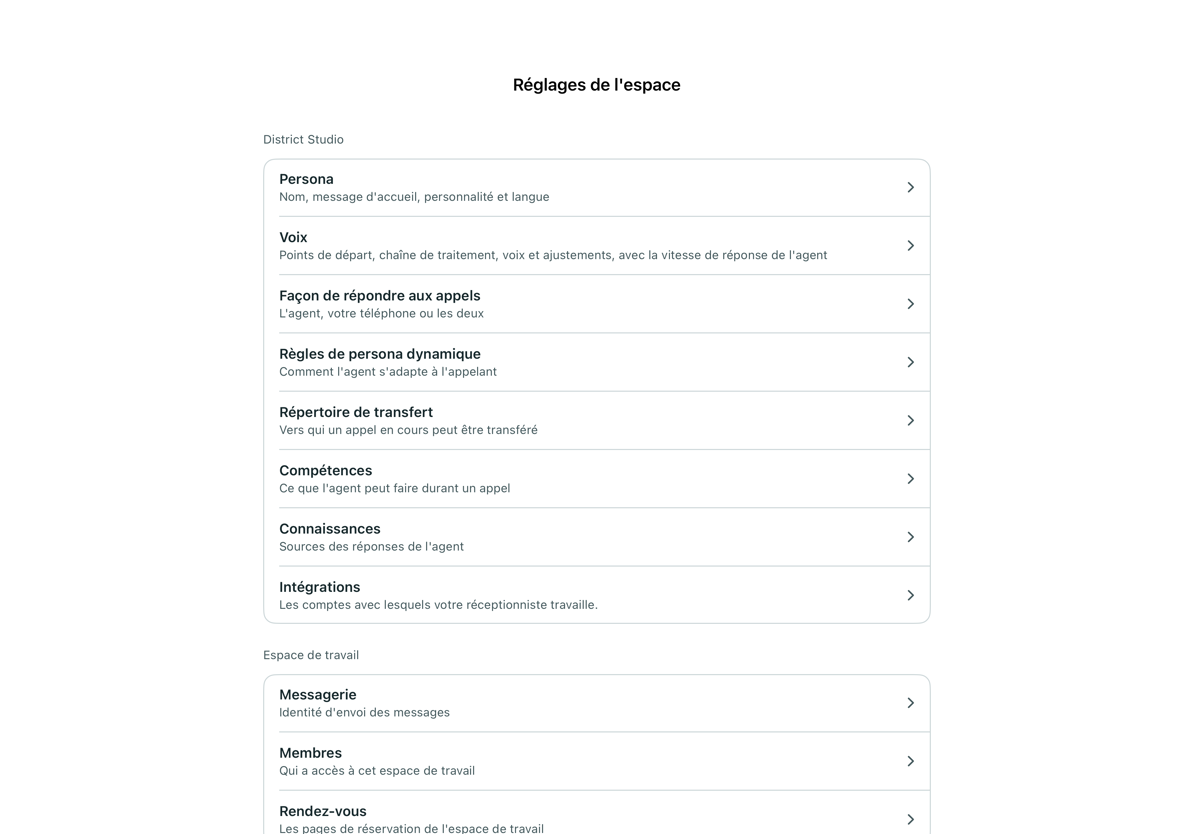 Réglages de l'espace
District Studio
Persona
Nom, message d'accueil, personnalité et langue
Voix
Points de départ, chaîne de traitement, voix et ajustements, avec la vitesse de réponse de l'agent
Façon de répondre aux appels
L'agent, votre téléphone ou les deux
Règles de persona dynamique
Comment l'agent s'adapte à l'appelant
Répertoire de transfert
Vers qui un appel en cours peut être transféré
Compétences
Ce que l'agent peut faire durant un appel
Connaissances
Sources des réponses de l'agent
Intégrations
Les comptes avec lesquels votre réceptionniste travaille.
Espace de travail
Messagerie
Identité d'envoi des messages
Membres
Qui a accès à cet espace de travail
Rendez-vous
Les pages de réservation de l'espace de travail